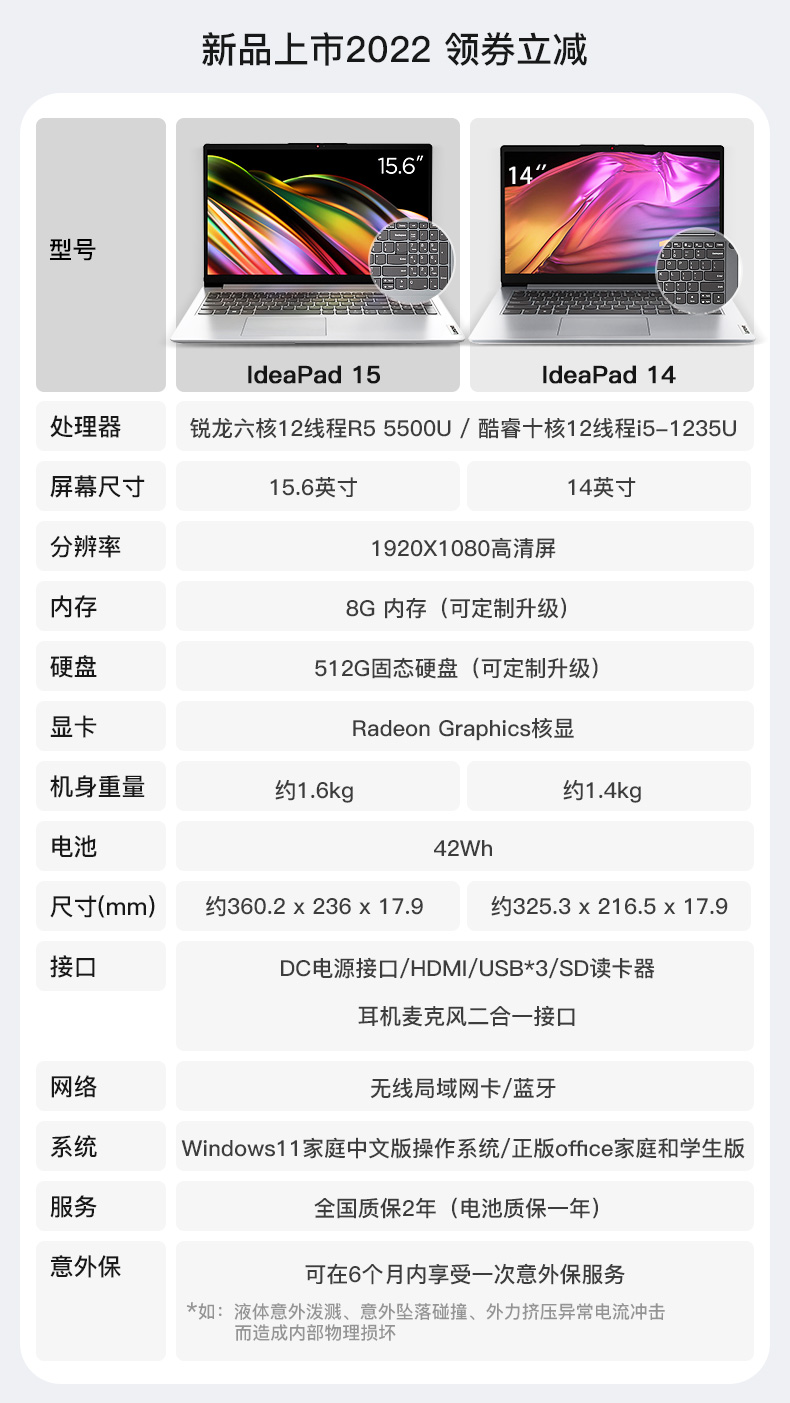 新品上市2022 领券立减
型号
15.6”
14”
IdeaPad 15
IdeaPad 14
处理器
锐龙六核12线程R5 5500U / 酷睿十核12线程i5-1235U
屏幕尺寸
15.6英寸
14英寸
分辨率
1920X1080高清屏
内存
8G 内存（可定制升级）
硬盘
512G固态硬盘（可定制升级）
显卡
Radeon Graphics核显
机身重量
约1.6kg
约1.4kg
电池
42Wh
尺寸(mm)
约360.2 x 236 x 17.9
约325.3 x 216.5 x 17.9
接口
DC电源接口/HDMI/USB*3/SD读卡器
耳机麦克风二合一接口
网络
无线局域网卡/蓝牙
系统
Windows11家庭中文版操作系统/正版office家庭和学生版
服务
全国质保2年（电池质保一年）
意外保
可在6个月内享受一次意外保服务
*如：液体意外泼溅、意外坠落碰撞、外力挤压异常电流冲击
而造成内部物理损坏